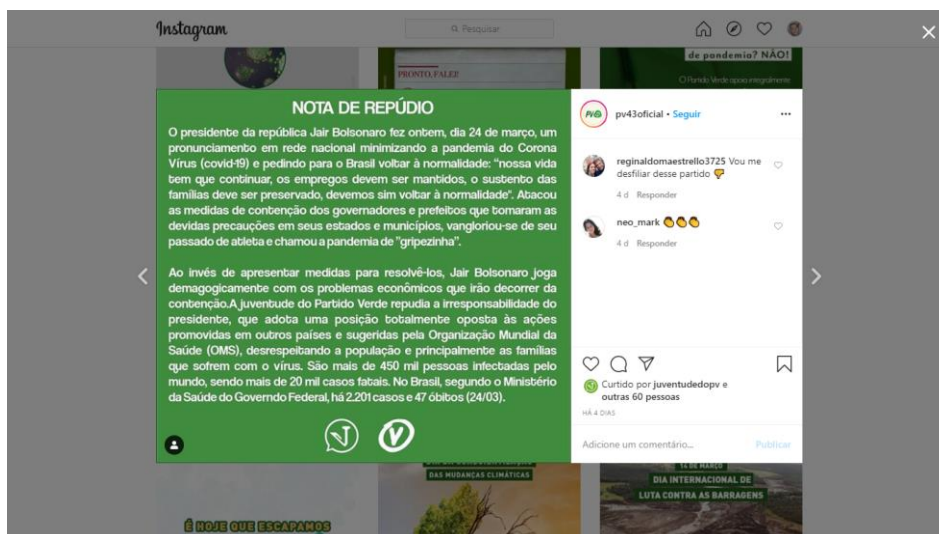 Instagram
Pesquisar
de pandemia? NÃO!
O Partido Verde apoia integralmente
PRONTO, FALEI!
NOTA DE REPÚDIO
O presidente da república Jair Bolsonaro fez ontem, dia 24 de março, um
pronunciamento em rede nacional minimizando a pandemia do Corona
Vírus (covid-19) e pedindo para o Brasil voltar à normalidade: "nossa vida
tem que continuar, os empregos devem ser mantidos, o sustento das
famílias deve ser preservado, devemos sim voltar à normalidade". Atacou
as medidas de contenção dos governadores e prefeitos que tomaram as
devidas precauções em seus estados e municípios, vangloriou-se de seu
passado de atleta e chamou a pandemia de "gripezinha".
Ao invés de apresentar medidas para resolvê-los, Jair Bolsonaro joga
demagogicamente com os problemas econômicos que irão decorrer da
contenção.A juventude do Partido Verde repudia a irresponsabilidade do
presidente, que adota uma posição totalmente oposta às ações
promovidas em outros países e sugeridas pela Organização Mundial da
Saúde (OMS), desrespeitando a população e principalmente as famílias
que sofrem com o vírus. São mais de 450 mil pessoas infectadas pelo
mundo, sendo mais de 20 mil casos fatais. No Brasil, segundo o Ministério
da Saúde do Governdo Federal, há 2.201 casos e 47 óbitos (24/03).
PV
pv43oficial • Seguir
reginaldomaestrello3725 Vou me
desfiliar desse partido 👎
4 d Responder
neo_mark 👏👏👏
4 d Responder
Curtido por juventudedopv e
outras 60 pessoas
HÁ 4 DIAS
Adicione um comentário...
Publicar
É HOJE QUE ESCAPAMOS
DAS MUDANÇAS CLIMÁTICAS
14 DE MARÇO
DIA INTERNACIONAL DE
LUTA CONTRA AS BARRAGENS